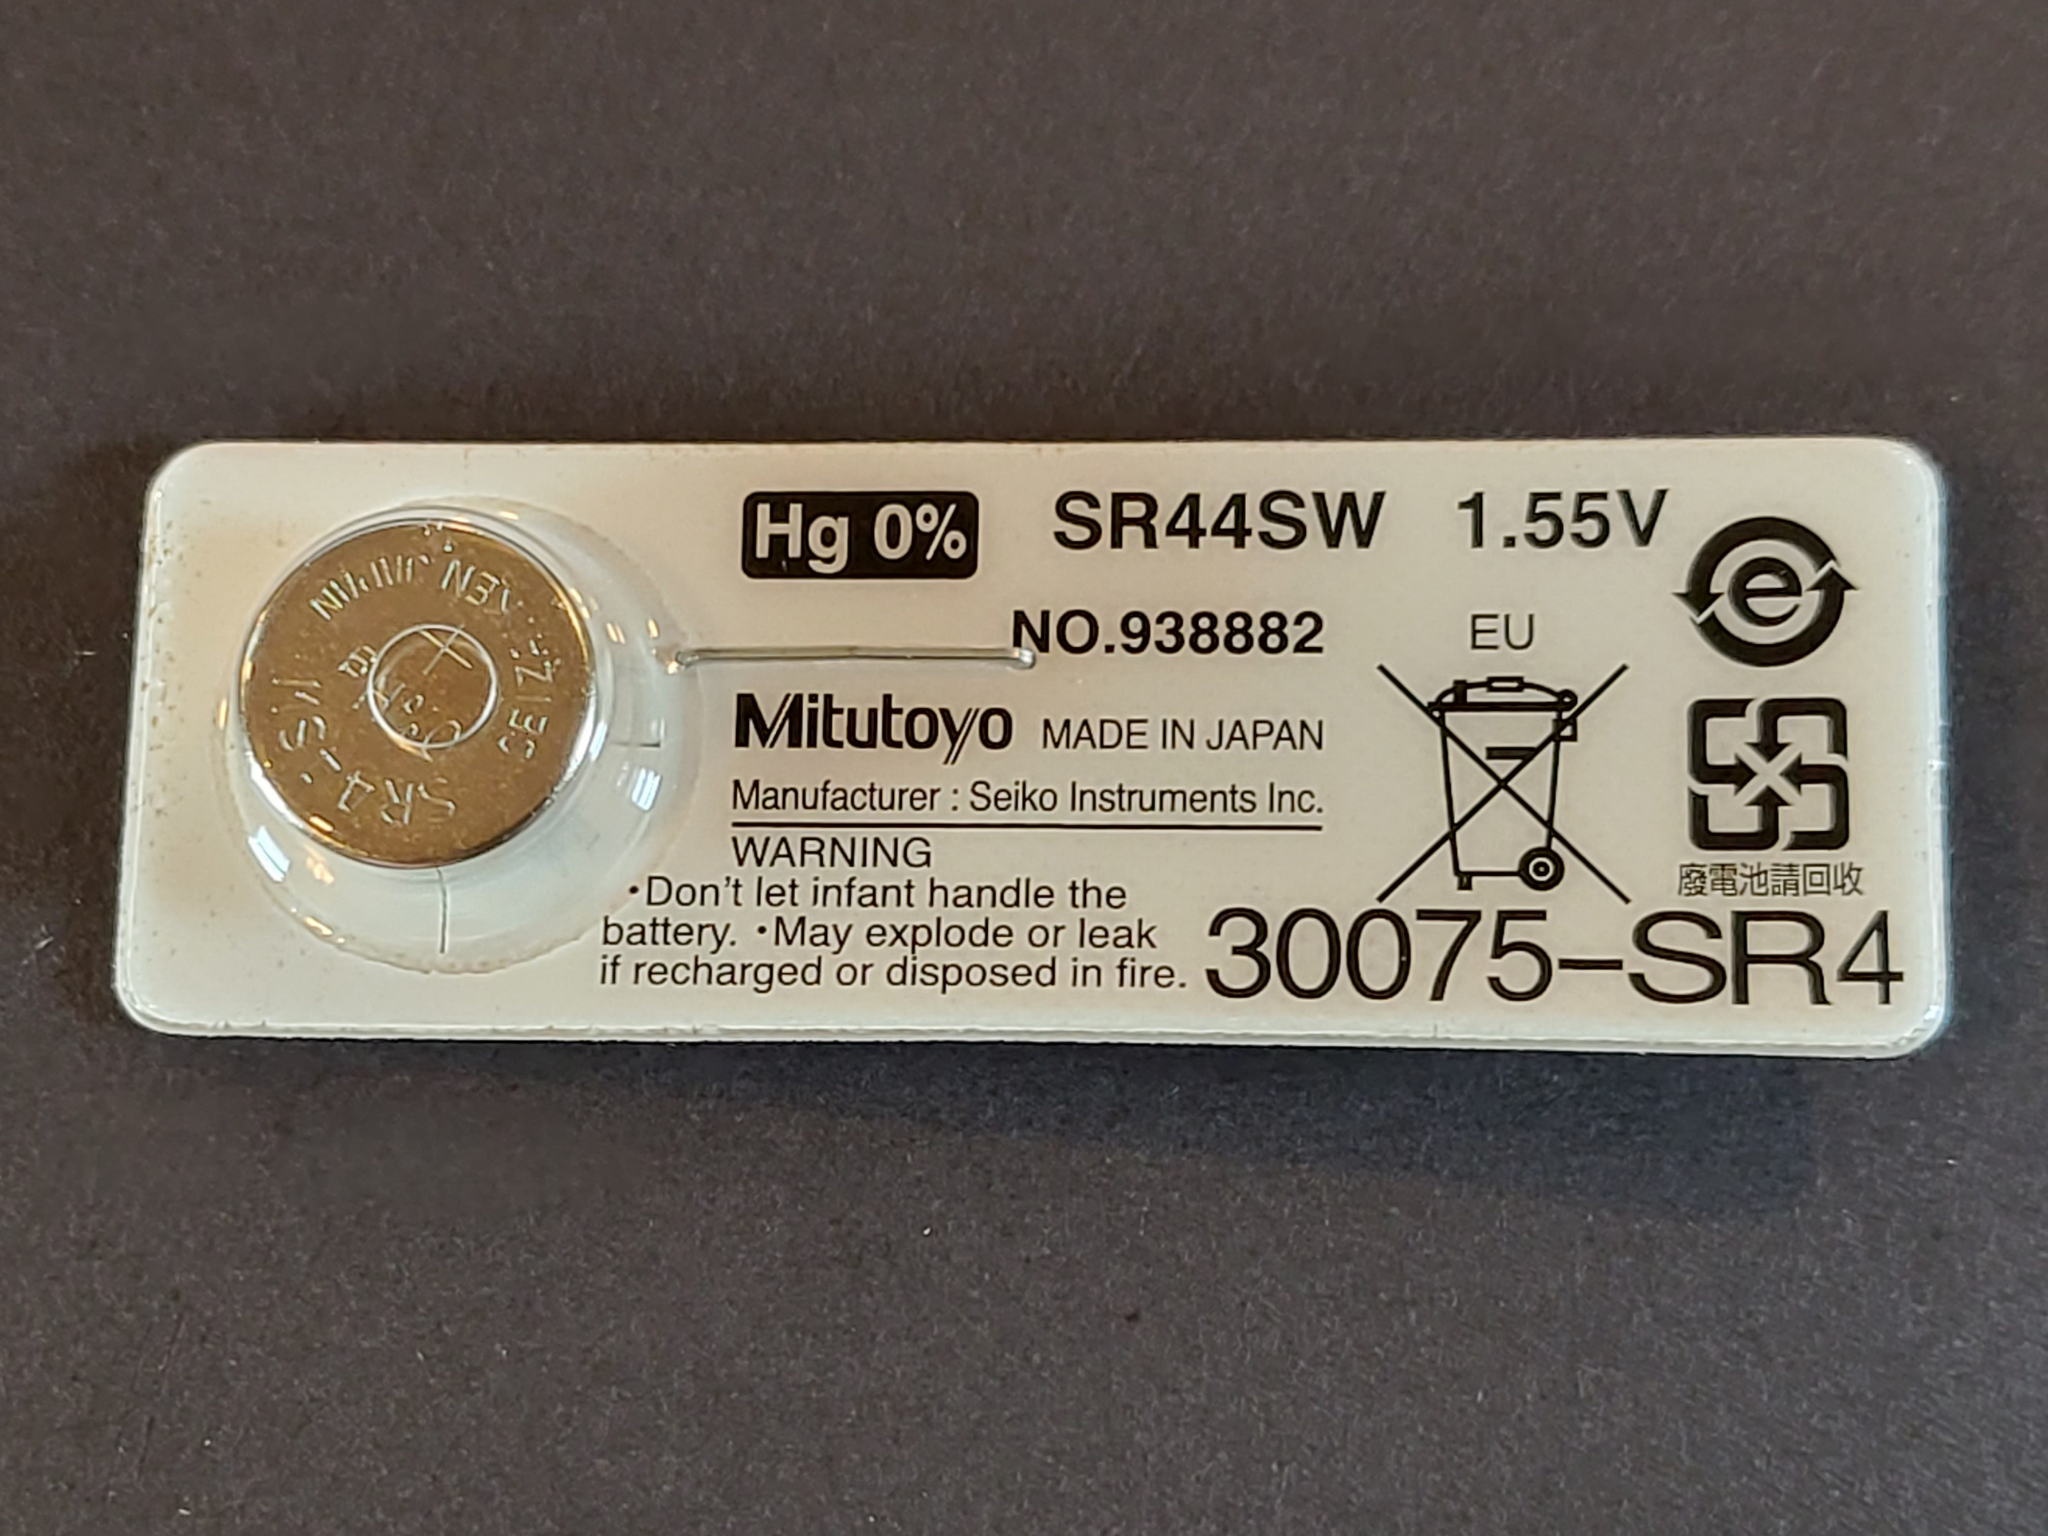 Hg 0% SR44SW 1.55V
NO.938882 EU
Mitutoyo MADE IN JAPAN
Manufacturer : Seiko Instruments Inc.
WARNING
•Don't let infant handle the
battery. •May explode or leak
if recharged or disposed in fire.
廢電池請回收
30075-SR4
e
+